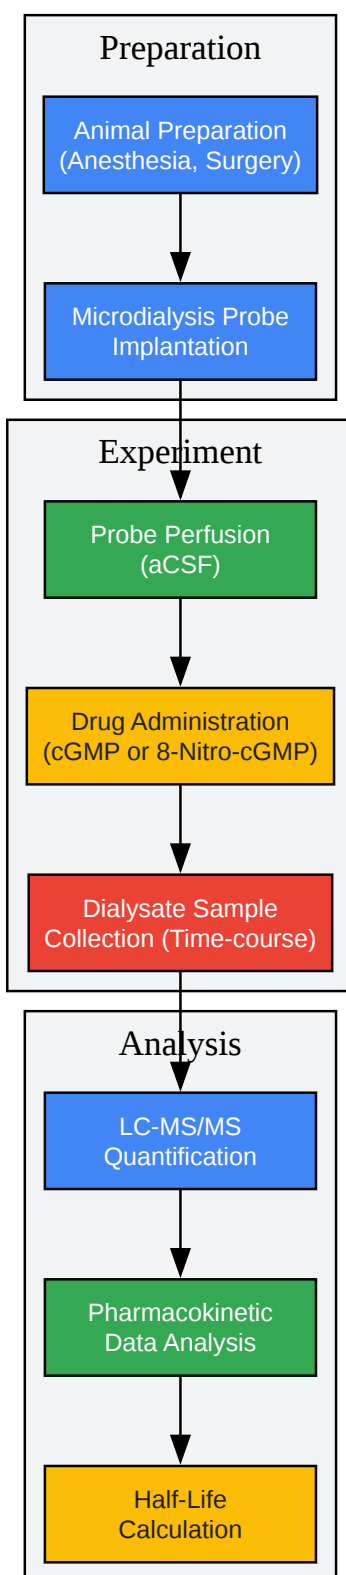 Preparation
Animal Preparation
(Anesthesia, Surgery)
Microdialysis Probe
Implantation
Experiment
Probe Perfusion
(aCSF)
Drug Administration
(cGMP or 8-Nitro-cGMP)
Dialysate Sample
Collection (Time-course)
Analysis
LC-MS/MS
Quantification
Pharmacokinetic
Data Analysis
Half-Life
Calculation